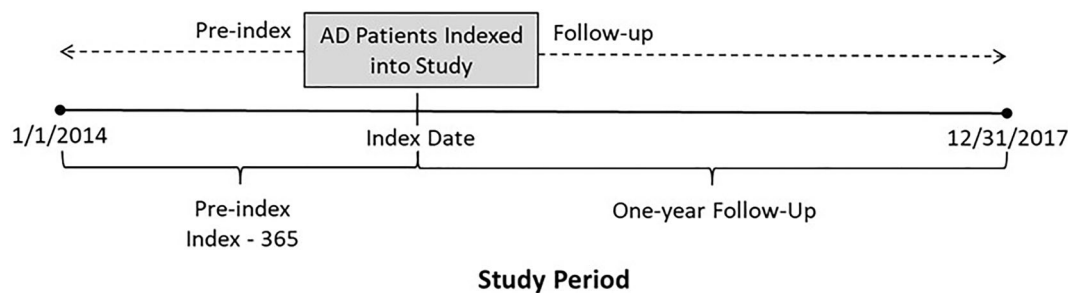 Pre-index
AD Patients Indexed
into Study
Follow-up
1/1/2014
Index Date
12/31/2017
Pre-index
Index - 365
One-year Follow-Up
Study Period